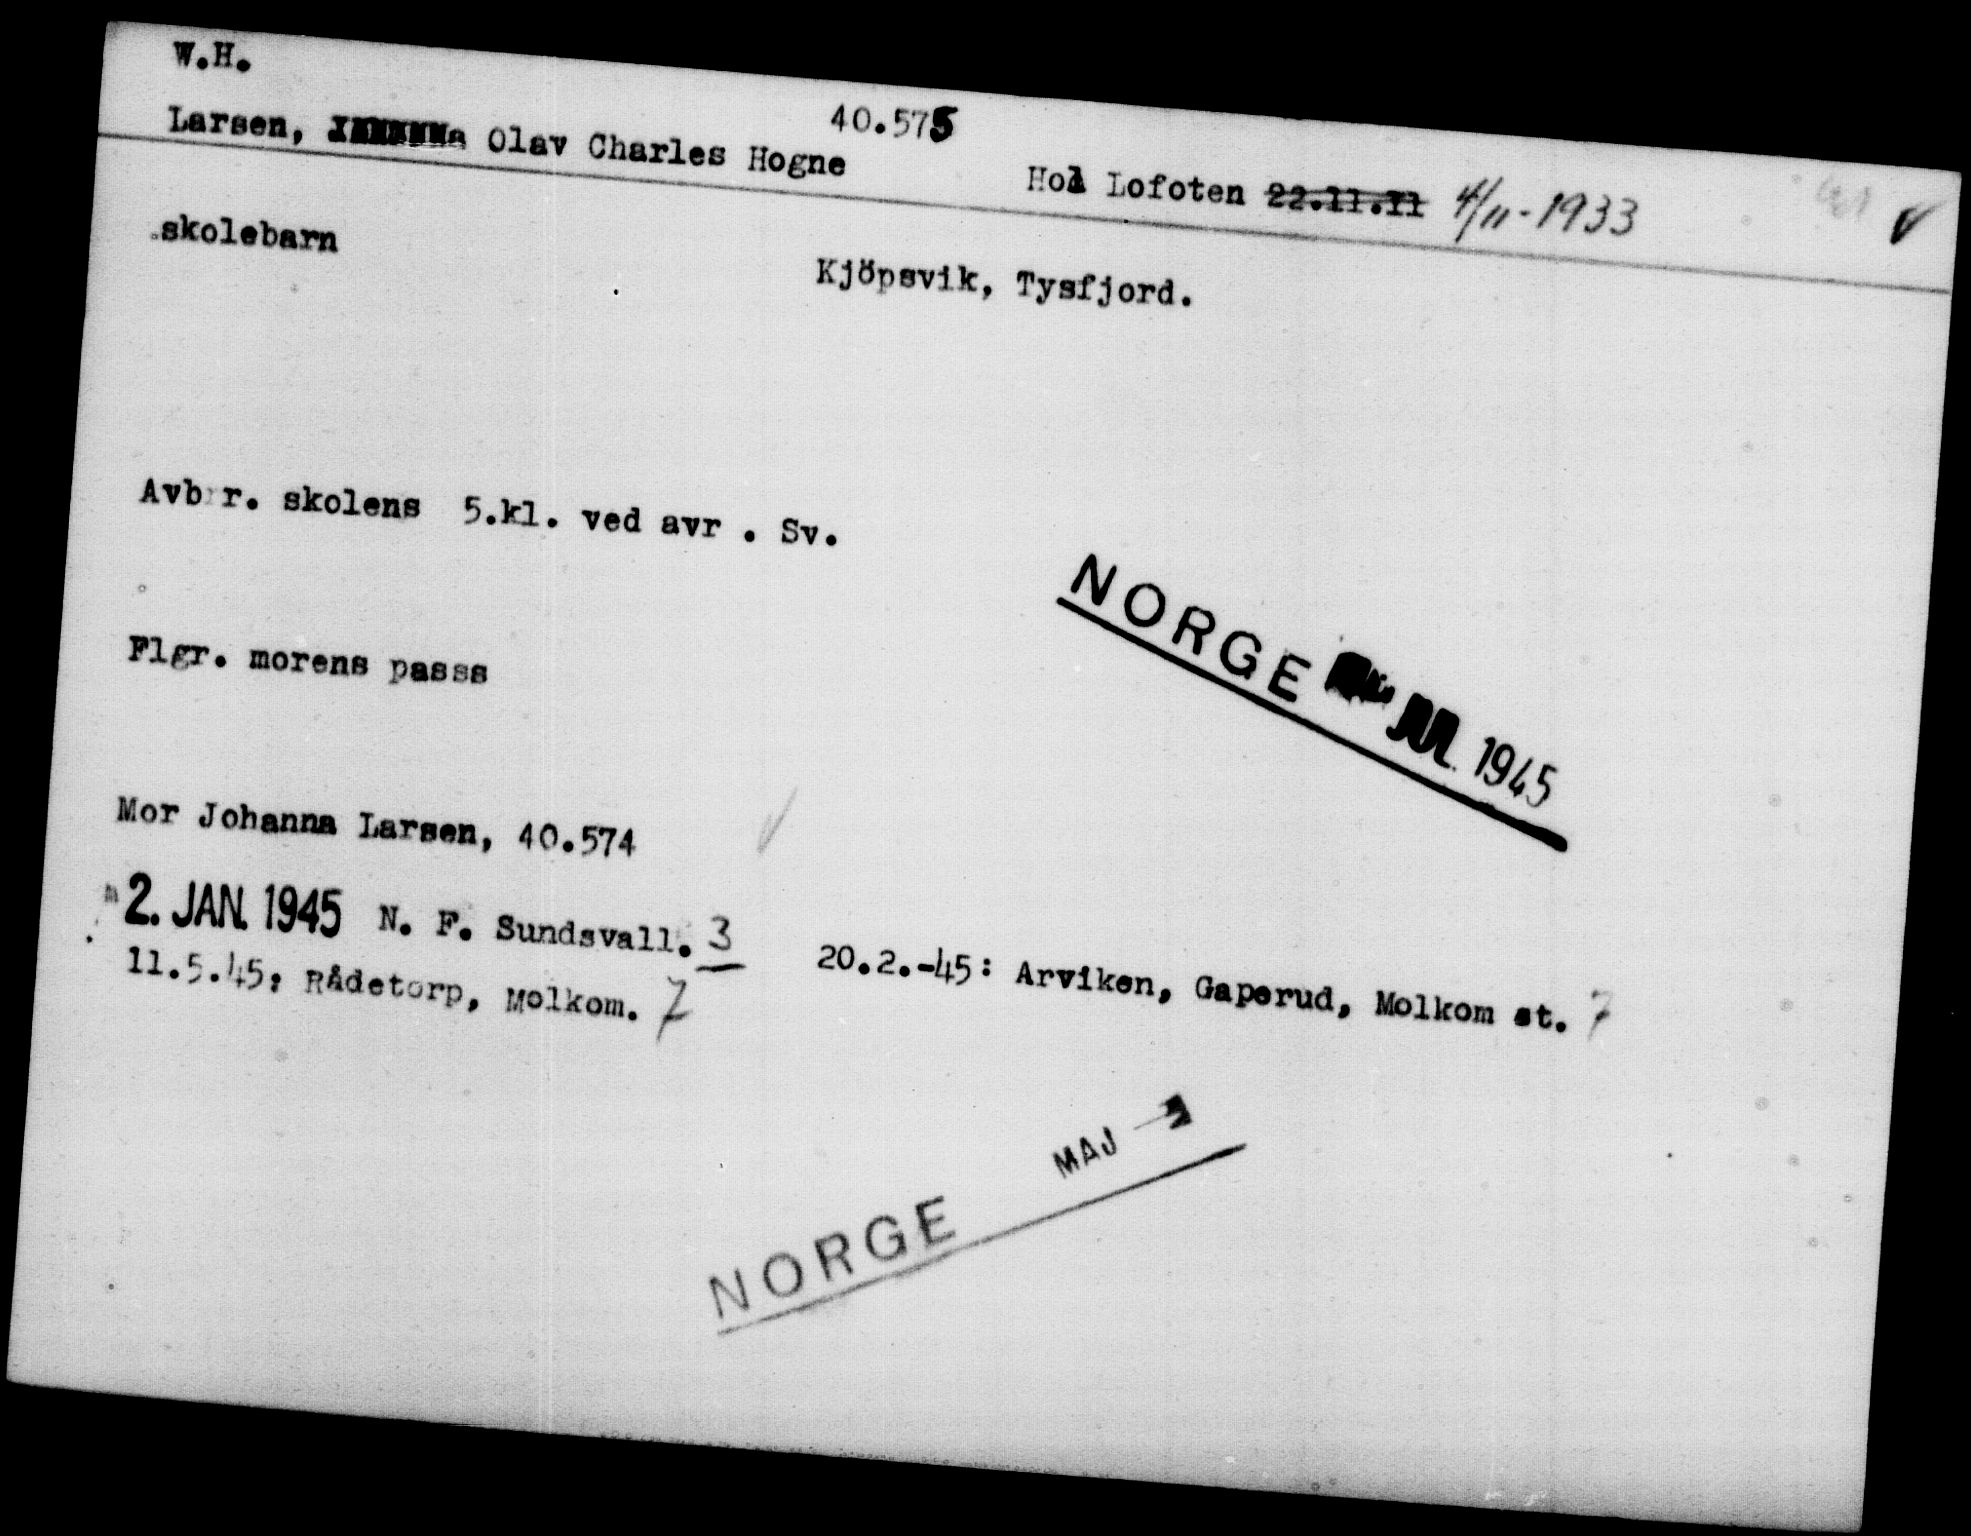 W.H.
40.575
Larsen, Olav Charles Hogne
Hol Lofoten 22.11.11 4/11-1933
skolebarn
Kjöpsvik, Tysfjord.
Avbr. skolens 5.kl. ved avr . Sv.
NORGE JUL 1945
Flgr. morens passs
Mor Johanna Larsen, 40.574
2. JAN. 1945 N. F. Sundsvall. 3
20.2.-45: Arviken, Gaperud, Molkom st. 7
11.5.45: Rådetorp, Molkom. 7
NORGE MAJ